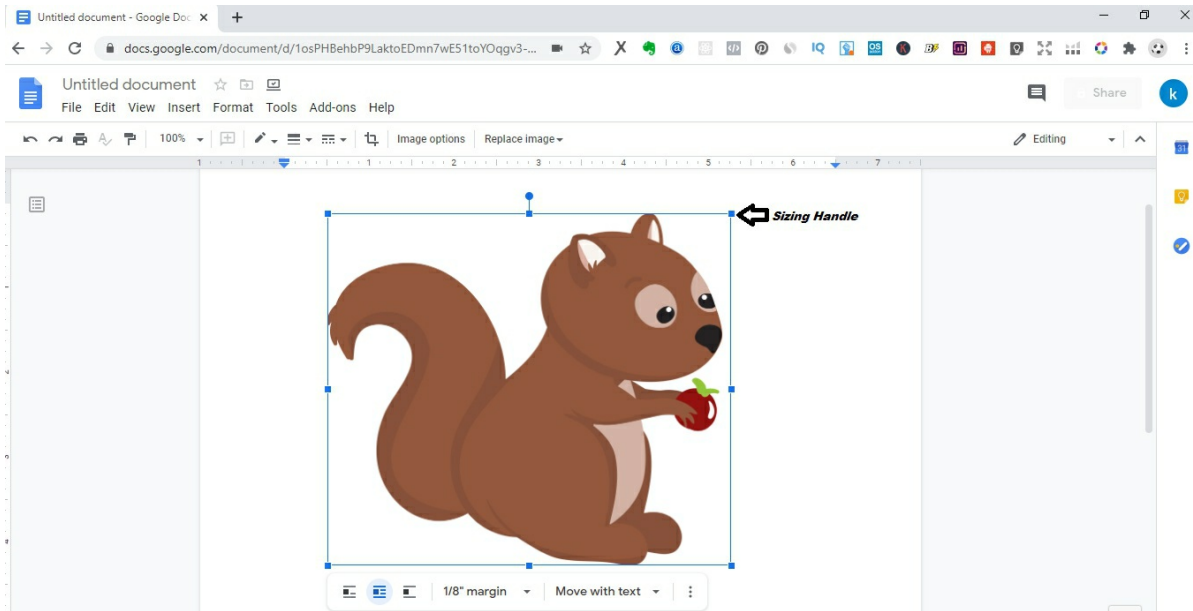 Untitled document - Google Doc
docs.google.com/document/d/1osPHBehbP9LaktoEDmn7wE51toYOqgv3-...
Untitled document
Share
k
File Edit View Insert Format Tools Add-ons Help
100%
Image options
Replace image
Editing
31
1 1 2 3 4 5 6 7
Sizing Handle
1/8" margin
Move with text